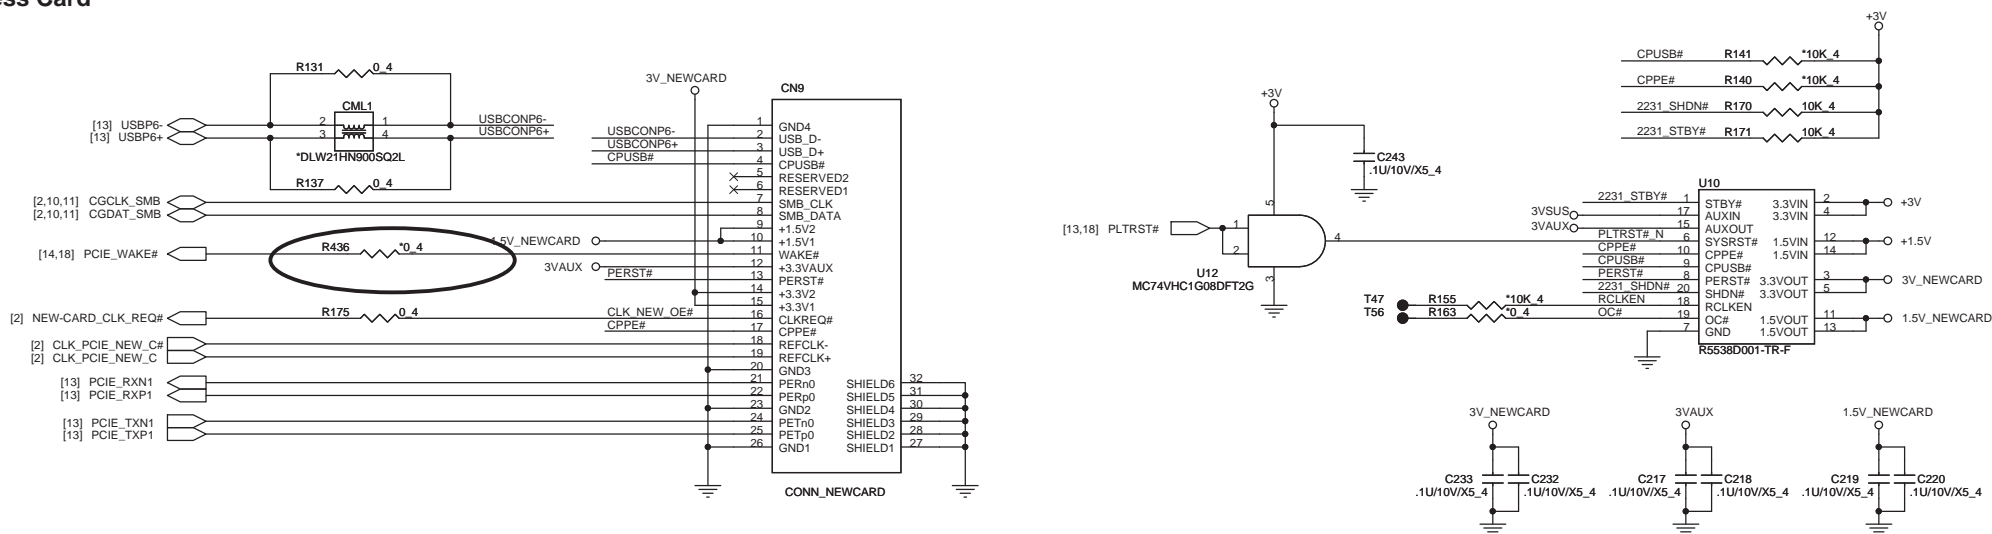 ess Card
R131 0_4
CML1
[13] USBP6- 2 1 USBCONP6-
[13] USBP6+ 3 4 USBCONP6+
*DLW21HN900SQ2L
R137 0_4
[2,10,11] CGCLK_SMB
[2,10,11] CGDAT_SMB
[14,18] PCIE_WAKE# R436 *0_4
[2] NEW-CARD_CLK_REQ# R175 0_4
[2] CLK_PCIE_NEW_C#
[2] CLK_PCIE_NEW_C
[13] PCIE_RXN1
[13] PCIE_RXP1
[13] PCIE_TXN1
[13] PCIE_TXP1
3V_NEWCARD
CN9
1 GND4
USBCONP6- 2 USB_D-
USBCONP6+ 3 USB_D+
CPUSB# 4 CPUSB#
5 RESERVED2
6 RESERVED1
7 SMB_CLK
8 SMB_DATA
9 +1.5V2
.5V_NEWCARD 10 +1.5V1
11 WAKE#
3VAUX 12 +3.3VAUX
PERST# 13 PERST#
14 +3.3V2
15 +3.3V1
CLK_NEW_OE# 16 CLKREQ#
CPPE# 17 CPPE#
18 REFCLK-
19 REFCLK+
20 GND3
21 PERn0 SHIELD6 32
22 PERp0 SHIELD5 31
23 GND2 SHIELD4 30
24 PETn0 SHIELD3 29
25 PETp0 SHIELD2 28
26 GND1 SHIELD1 27
CONN_NEWCARD
+3V
C243
.1U/10V/X5_4
5
[13,18] PLTRST# 1
2
4
3
U12
MC74VHC1G08DFT2G
+3V
CPUSB# R141 *10K_4
CPPE# R140 *10K_4
2231_SHDN# R170 10K_4
2231_STBY# R171 10K_4
U10
2231_STBY# 1 STBY# 3.3VIN 2 +3V
3VSUS 17 AUXIN 3.3VIN 4
3VAUX 15 AUXOUT
PLTRST#_N 6 SYSRST# 1.5VIN 12 +1.5V
CPPE# 10 CPPE# 1.5VIN 14
CPUSB# 9 CPUSB#
PERST# 8 PERST# 3.3VOUT 3 3V_NEWCARD
2231_SHDN# 20 SHDN# 3.3VOUT 5
T47 R155 *10K_4 RCLKEN 18 RCLKEN
T56 R163 *0_4 OC# 19 OC# 1.5VOUT 11 1.5V_NEWCARD
7 GND 1.5VOUT 13
R5538D001-TR-F
3V_NEWCARD 3VAUX 1.5V_NEWCARD
C233 C232 C217 C218 C219 C220
.1U/10V/X5_4 .1U/10V/X5_4 .1U/10V/X5_4 .1U/10V/X5_4 .1U/10V/X5_4 .1U/10V/X5_4